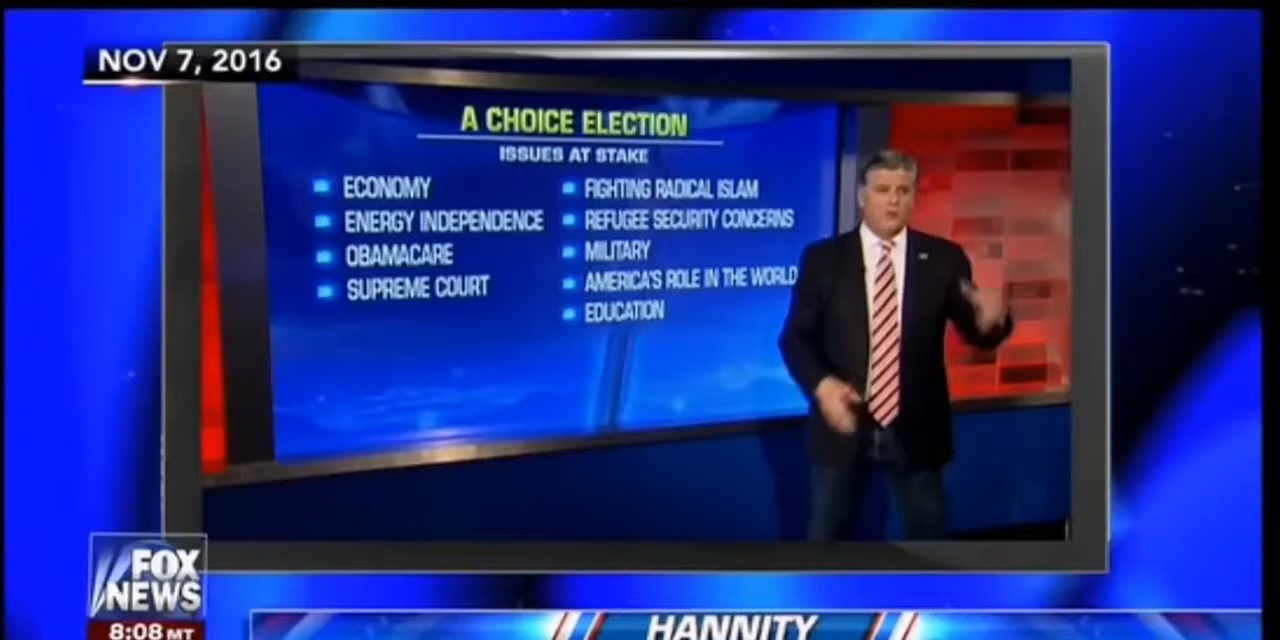 NOV 7, 2016
A CHOICE ELECTION
ISSUES AT STAKE
ECONOMY
ENERGY INDEPENDENCE
OBAMACARE
SUPREME COURT
FIGHTING RADICAL ISLAM
REFUGEE SECURITY CONCERNS
MILITARY
AMERICA'S ROLE IN THE WORLD
EDUCATION
FOX
NEWS
8:08 MT
HANNITY